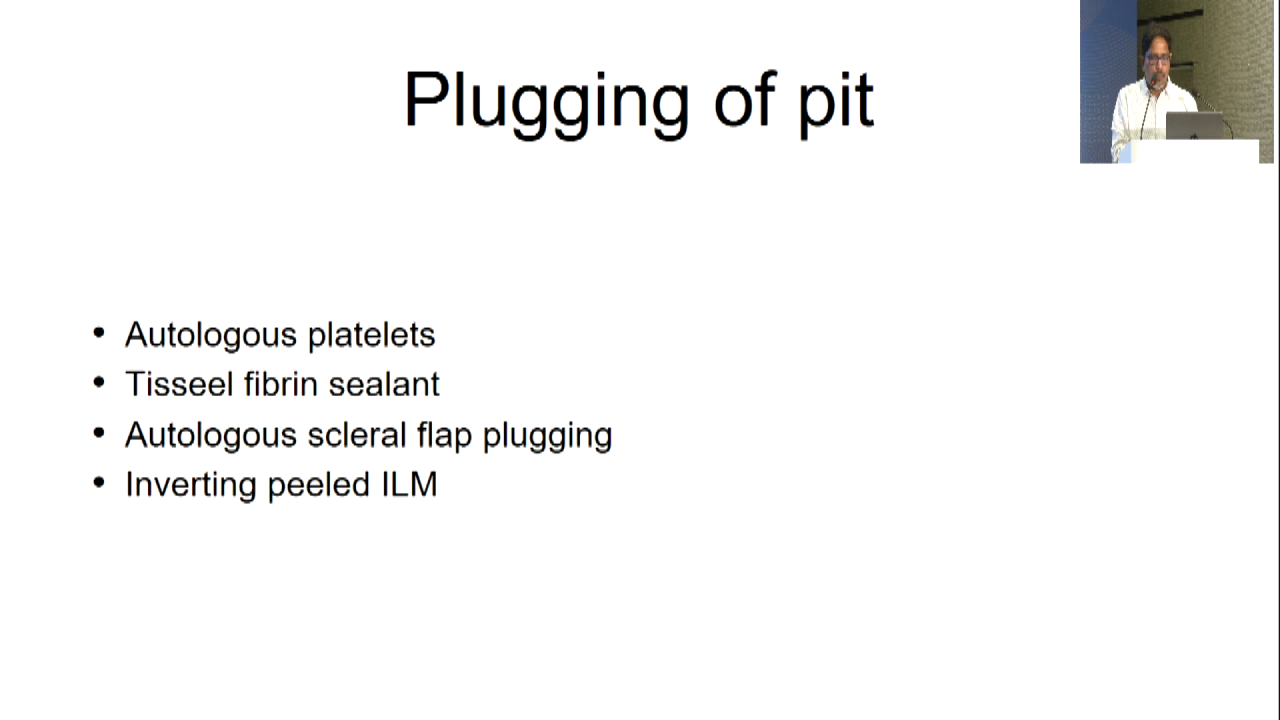 Plugging of pit
• Autologous platelets
• Tisseel fibrin sealant
• Autologous scleral flap plugging
• Inverting peeled ILM